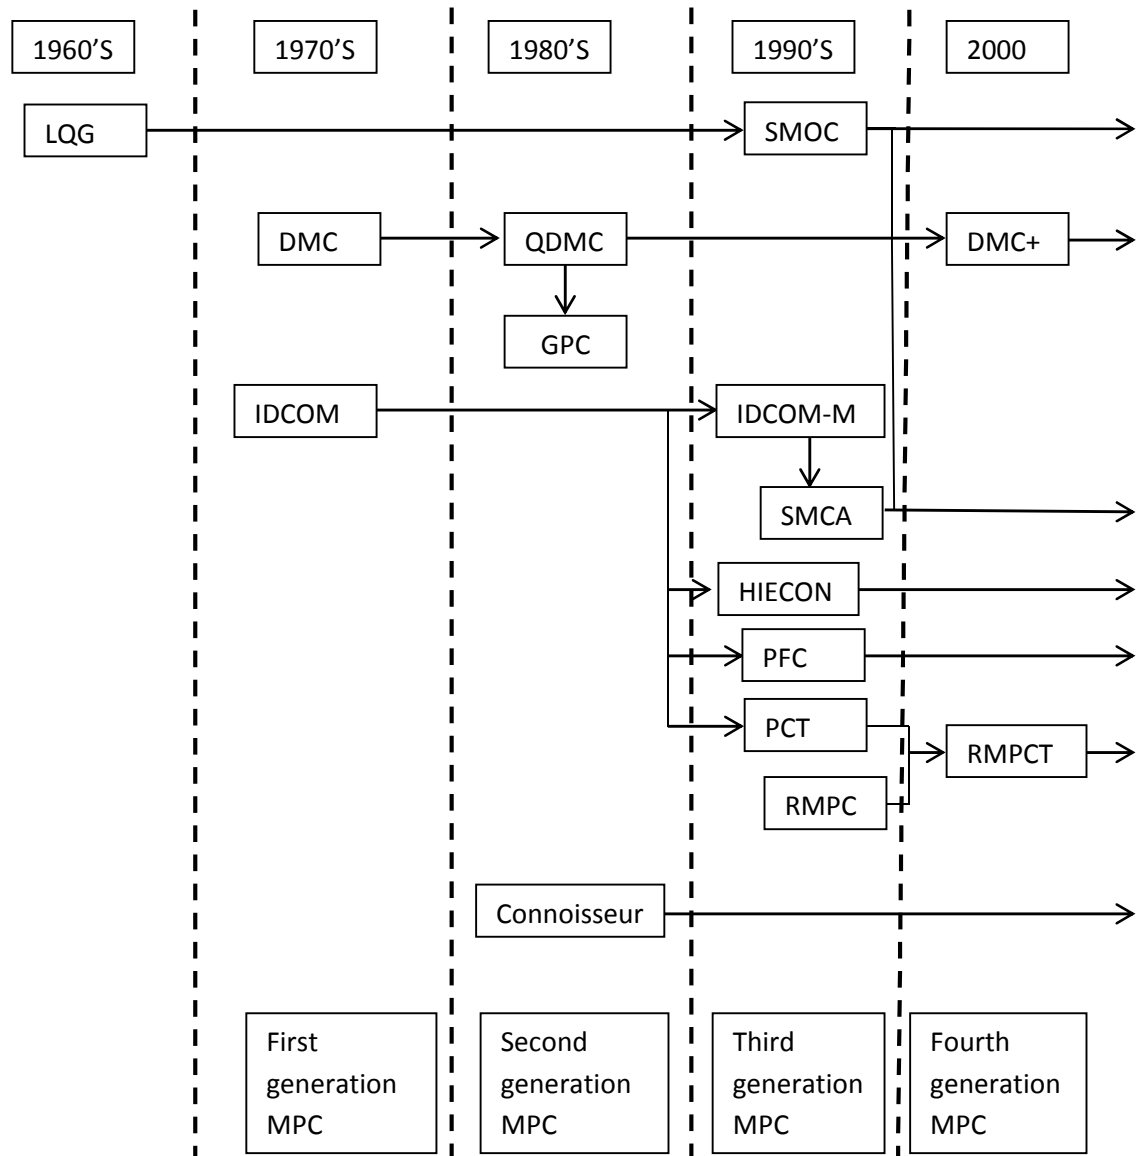 1960’S
1970’S
1980’S
1990’S
2000
LQG
SMOC
DMC
QDMC
DMC+
GPC
IDCOM
IDCOM-M
SMCA
HIECON
PFC
PCT
RMPCT
RMPC
Connoisseur
First
generation
MPC
Second
generation
MPC
Third
generation
MPC
Fourth
generation
MPC